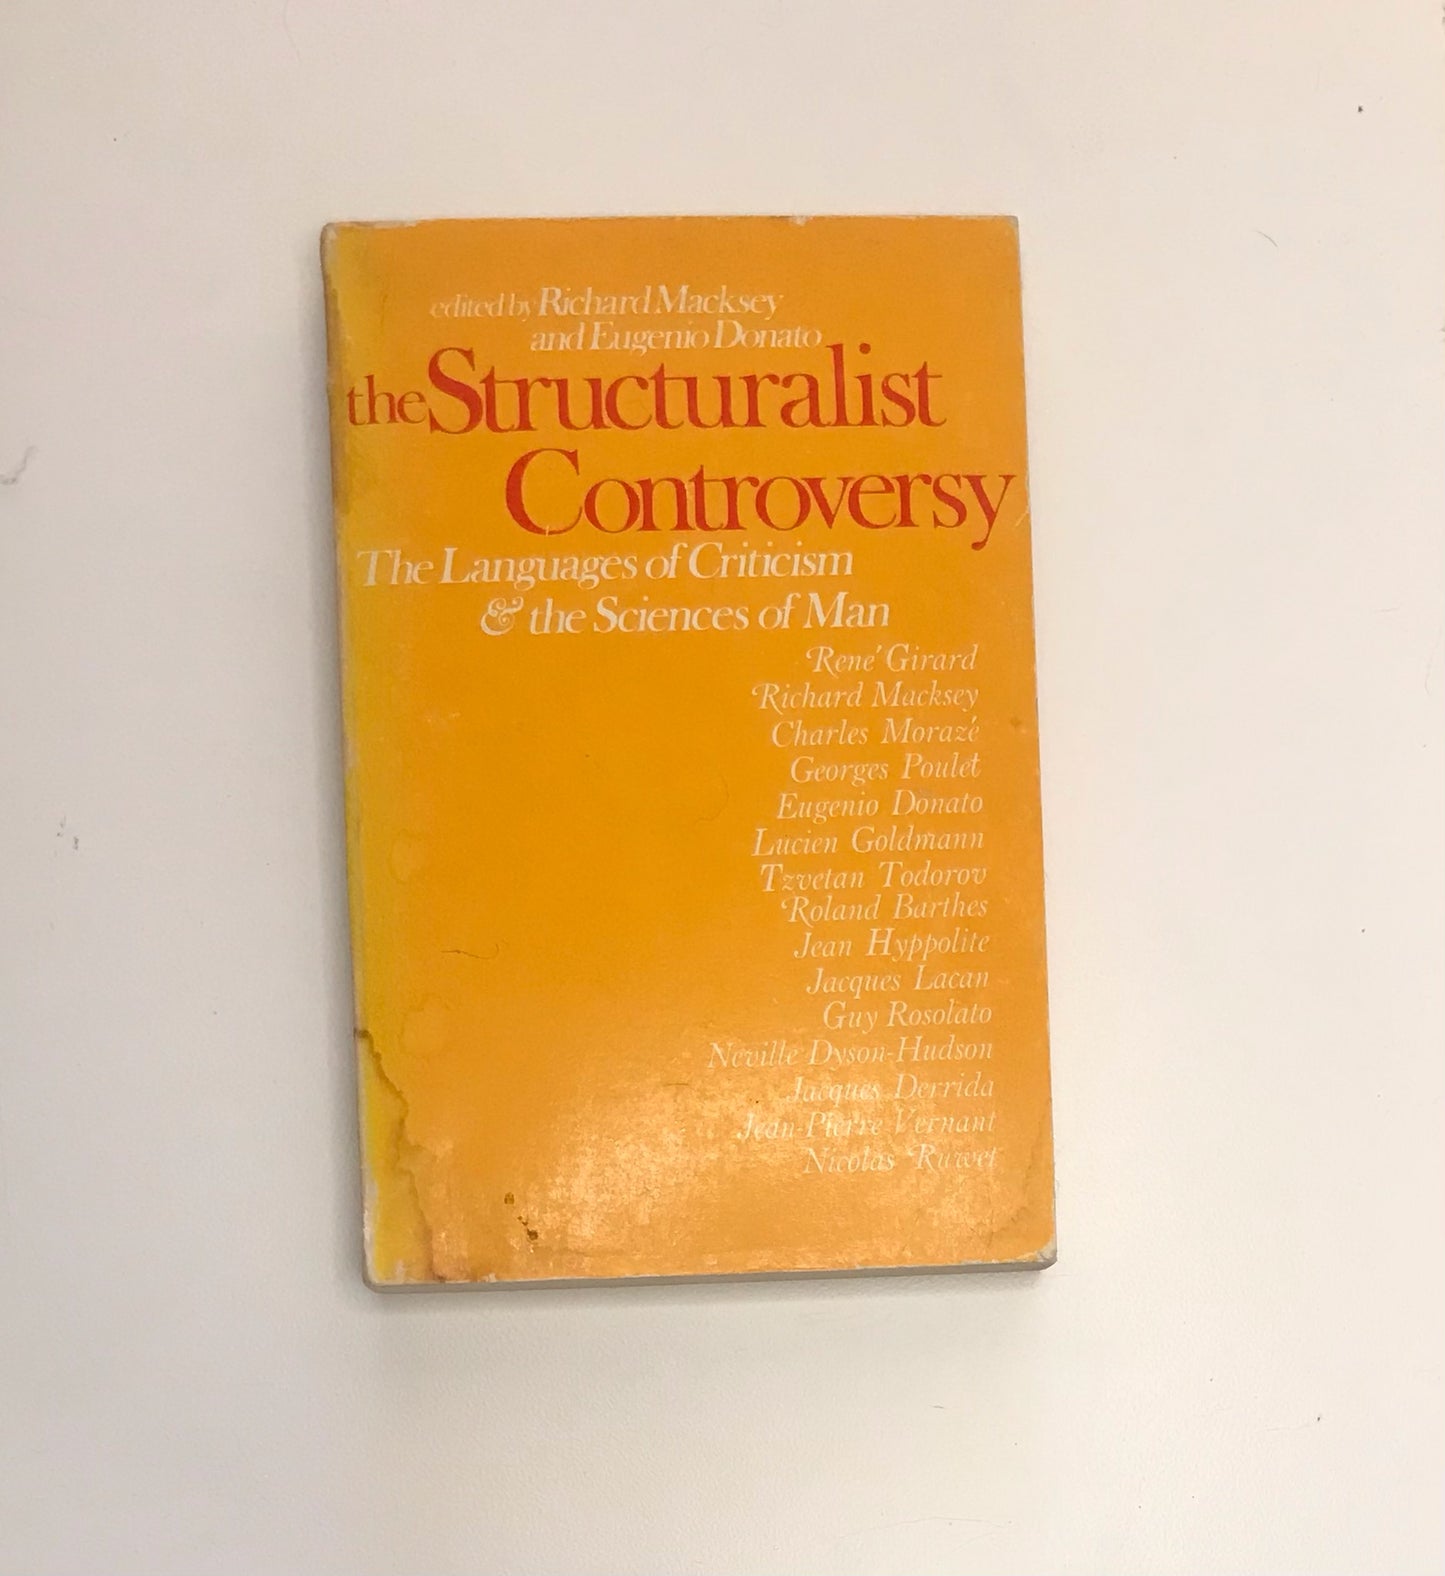 edited by Richard Macksey
and Eugenio Donato
the Structuralist
Controversy
The Languages of Criticism
& the Sciences of Man
René Girard
Richard Macksey
Charles Morazé
Georges Poulet
Eugenio Donato
Lucien Goldmann
Tzvetan Todorov
Roland Barthes
Jean Hyppolite
Jacques Lacan
Guy Rosolato
Neville Dyson-Hudson
Jacques Derrida
Jean-Pierre Vernant
Nicolas Ruwet